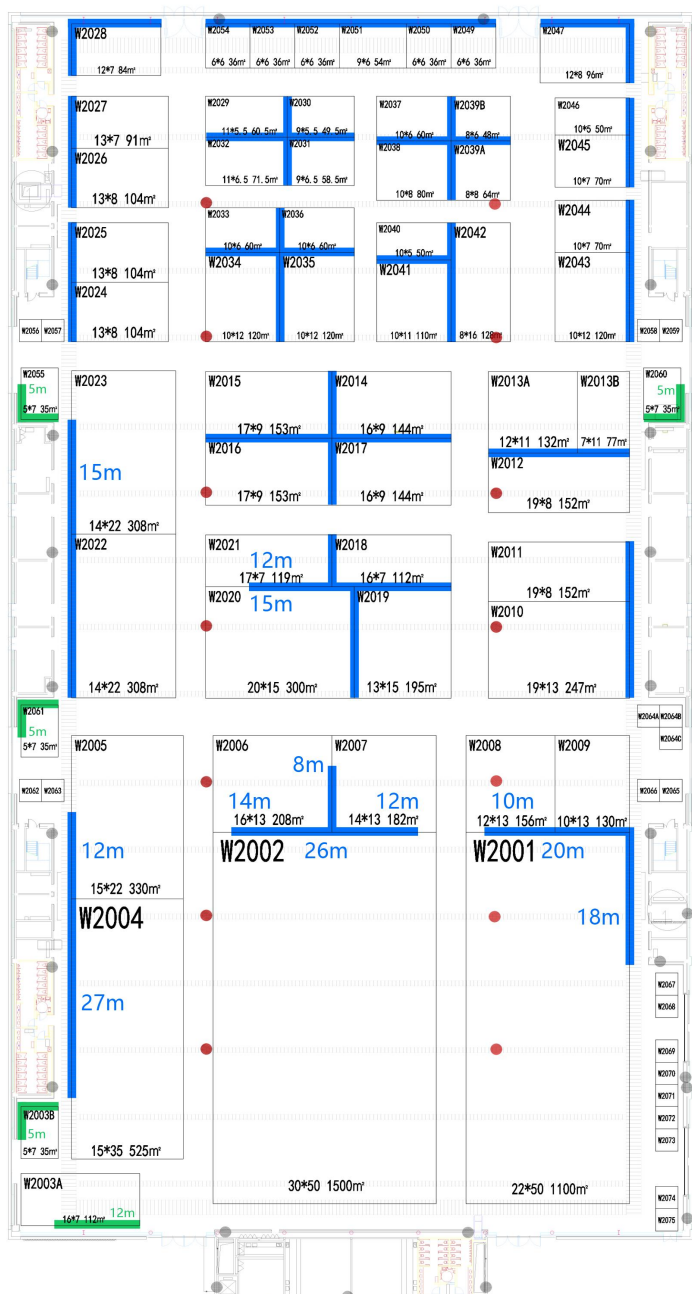 W2028
12*7 84㎡
W2054
W2053
W2052
W2051
W2050
W2049
6*6 36㎡
6*6 36㎡
6*6 36㎡
9*6 54㎡
6*6 36㎡
6*6 36㎡
W2047
12*8 96㎡
W2027
13*7 91㎡
W2026
13*8 104㎡
W2029
W2030
11*5.5 60.5㎡
9*5.5 49.5㎡
W2032
W2031
11*6.5 71.5㎡
9*6.5 58.5㎡
W2037
W2039B
10*6 60㎡
8*6 48㎡
W2038
W2039A
10*8 80㎡
8*8 64㎡
W2046
10*5 50㎡
W2045
10*7 70㎡
W2025
13*8 104㎡
W2024
13*8 104㎡
W2033
W2036
10*6 60㎡
10*6 60㎡
W2034
W2035
10*12 120㎡
10*12 120㎡
W2040
W2042
10*5 50㎡
W2041
10*11 110㎡
8*16 128㎡
W2044
10*7 70㎡
W2043
10*12 120㎡
W2056
W2057
W2058
W2059
W2055
5m
5*7 35㎡
W2060
5m
5*7 35㎡
W2023
15m
14*22 308㎡
W2022
14*22 308㎡
W2015
W2014
17*9 153㎡
16*9 144㎡
W2016
W2017
17*9 153㎡
16*9 144㎡
W2013A
W2013B
12*11 132㎡
7*11 77㎡
W2012
19*8 152㎡
W2021
W2018
12m
17*7 119㎡
16*7 112㎡
W2020
15m
W2019
20*15 300㎡
13*15 195㎡
W2011
19*8 152㎡
W2010
19*13 247㎡
W2061
5m
5*7 35㎡
W2064A
W2064B
W2064C
W2062
W2063
W2066
W2065
W2005
12m
15*22 330㎡
W2004
27m
15*35 525㎡
W2006
W2007
8m
14m
12m
16*13 208㎡
14*13 182㎡
W2002
26m
30*50 1500㎡
W2008
W2009
10m
12*13 156㎡
10*13 130㎡
W2001
20m
18m
22*50 1100㎡
W2067
W2068
W2069
W2070
W2071
W2072
W2073
W2074
W2075
W2003B
5m
5*7 35㎡
W2003A
16*7 112㎡
12m